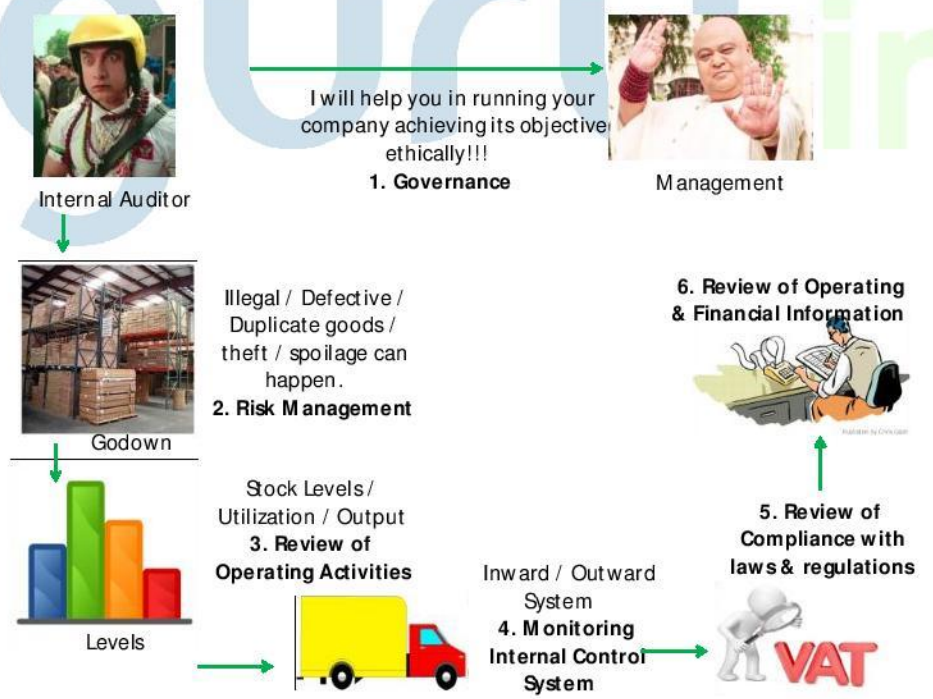 I will help you in running your
company achieving its objective
ethically!!!
1. Governance
Internal Auditor
Management
Illegal / Defective /
Duplicate goods /
theft / spoilage can
happen.
2. Risk Management
Godown
Stock Levels /
Utilization / Output
3. Review of
Operating Activities
Levels
Inward / Outward
System
4. Monitoring
Internal Control
System
5. Review of
Compliance with
laws & regulations
VAT
6. Review of Operating
& Financial Information